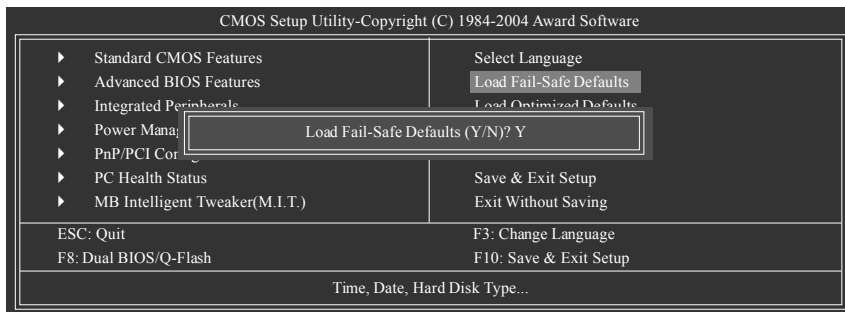 CMOS Setup Utility-Copyright (C) 1984-2004 Award Software
Standard CMOS Features
Advanced BIOS Features
Integrated Peripherals
Power
PnP/PCI
PC Health Status
MB Intelligent Tweaker(M.I.T.)
Select Language
Load Fail-Safe Defaults
Load Optimized Defaults
Load Fail-Safe Defaults (Y/N)? Y
Save & Exit Setup
Exit Without Saving
ESC: Quit
F3: Change Language
F8: Dual BIOS/Q-Flash
F10: Save & Exit Setup
Time, Date, Hard Disk Type...